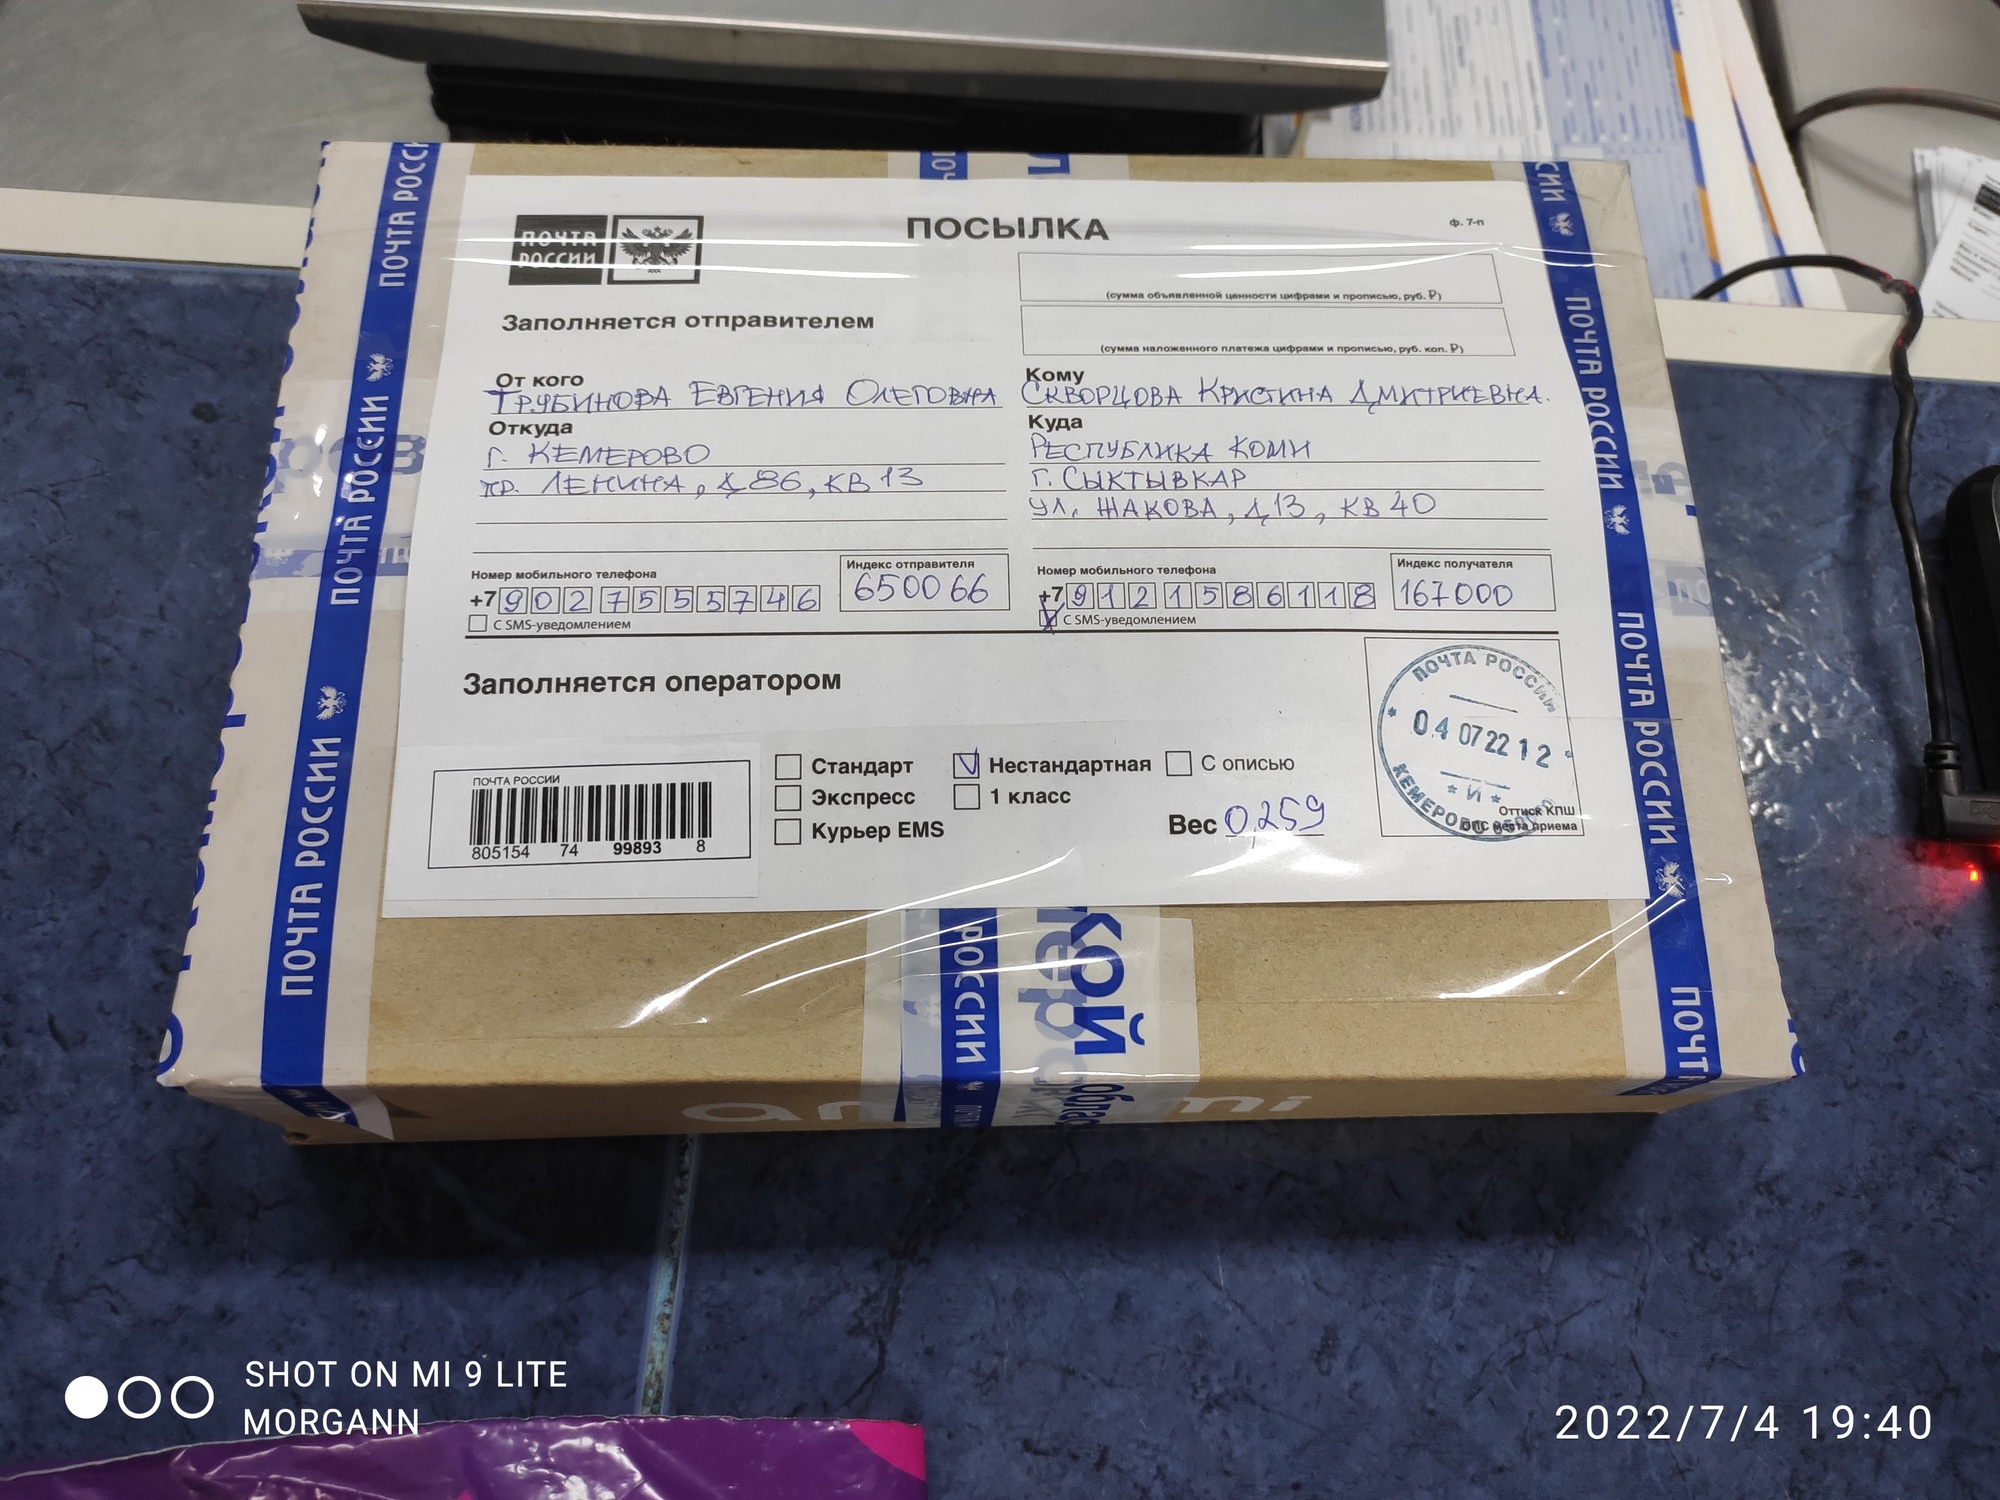 ПОЧТА РОССИИ
ПОСЫЛКА
ф. 7-п
(сумма объявленной ценности цифрами и прописью, руб. ₽)
(сумма наложенного платежа цифрами и прописью, руб. коп. ₽)
Заполняется отправителем
От кого
Трубинова Евгения Олеговна
Откуда
г. Кемерово
пр. Ленина, д 86, кв 13
Номер мобильного телефона
+7 9027555746
С SMS-уведомлением
Индекс отправителя
650066
Кому
Скворцова Кристина Дмитриевна.
Куда
Республика Коми
г. Сыктывкар
ул. Жакова, д 13, кв 40
Номер мобильного телефона
+7 9121586118
С SMS-уведомлением
Индекс получателя
167000
Заполняется оператором
ПОЧТА РОССИИ
805154 74 99893 8
Стандарт
Нестандартная
С описью
Экспресс
1 класс
Курьер EMS
Вес 0,259
ПОЧТА РОССИИ
04 07 22 12
* И *
Оттиск КПШ
ОПС места приема
ПОЧТА РОССИИ
ПОЧТА РОССИИ
ПОЧТА РОССИИ
ПОЧТА РОССИИ
ПОЧТА РОССИИ
ПОЧТА РОССИИ
РОССИИ
SHOT ON MI 9 LITE
MORGANN
2022/7/4 19:40